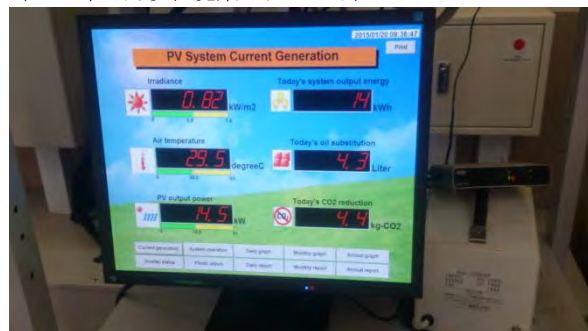 2015/01/20 09:36:47
Print
PV System Current Generation
Irradiance
0.82 kW/m2
Today's system output energy
14 kWh
Air temperature
29.5 degreeC
Today's oil substitution
4.3 Liter
PV output power
14.5 kW
Today's CO2 reduction
CO2
4.4 kg-CO2
Current generation System operation Daily graph Monthly graph Annual graph
Inverter status Daily report Monthly report Annual report